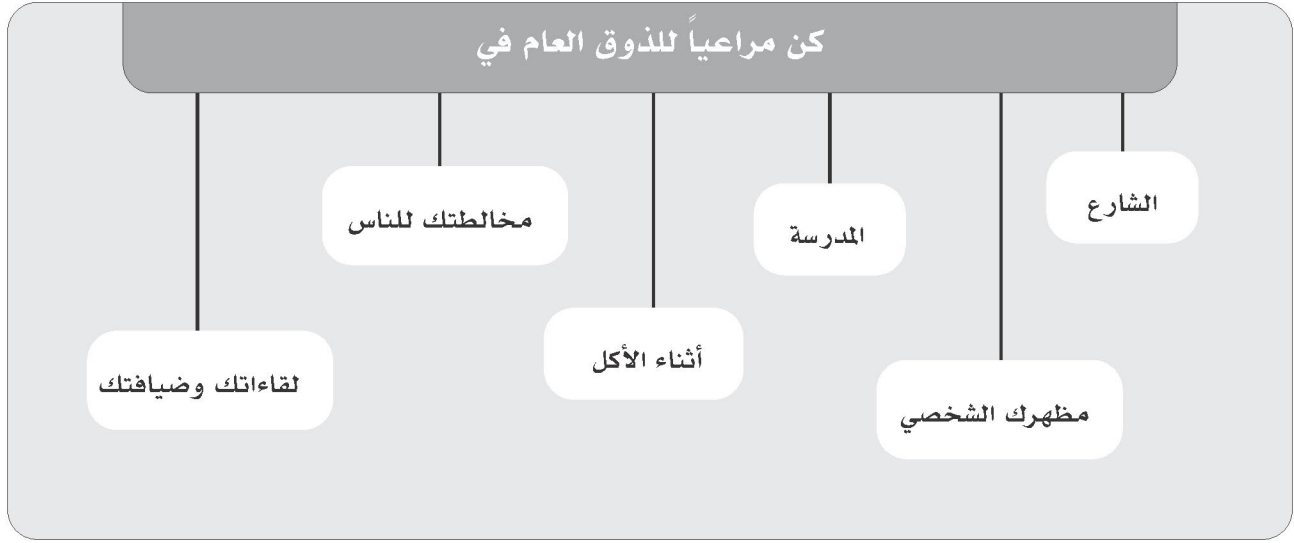 كن مراعياً للذوق العام في
الشارع
مظهرك الشخصي
المدرسة
أثناء الأكل
مخالطتك للناس
لقاءاتك وضيافتك